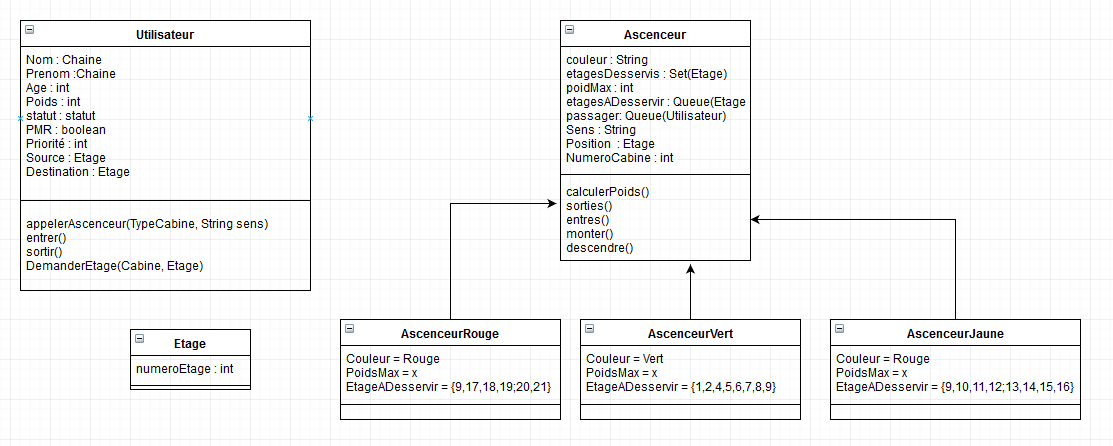 Utilisateur
Nom : Chaine
Prenom :Chaine
Age : int
Poids : int
statut : statut
PMR : boolean
Priorité : int
Source : Etage
Destination : Etage
appelerAscenceur(TypeCabine, String sens)
entrer()
sortir()
DemanderEtage(Cabine, Etage)
Ascenceur
couleur : String
etagesDesservis : Set(Etage)
poidMax : int
etagesADesservir : Queue(Etage
passager: Queue(Utilisateur)
Sens : String
Position : Etage
NumeroCabine : int
calculerPoids()
sorties()
entres()
monter()
descendre()
Etage
numeroEtage : int
AscenceurRouge
Couleur = Rouge
PoidsMax = x
EtageADesservir = {9,17,18,19;20,21}
AscenceurVert
Couleur = Vert
PoidsMax = x
EtageADesservir = {1,2,4,5,6,7,8,9}
AscenceurJaune
Couleur = Rouge
PoidsMax = x
EtageADesservir = {9,10,11,12;13,14,15,16}